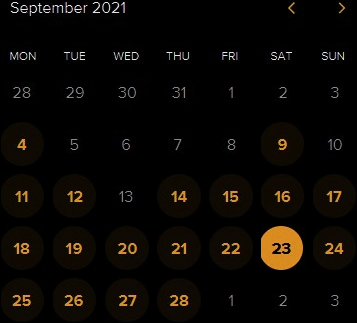 September 2021
MON TUE WED THU FRI SAT SUN
28 29 30 31 1 2 3
4 5 6 7 8 9 10
11 12 13 14 15 16 17
18 19 20 21 22 23 24
25 26 27 28 1 2 3